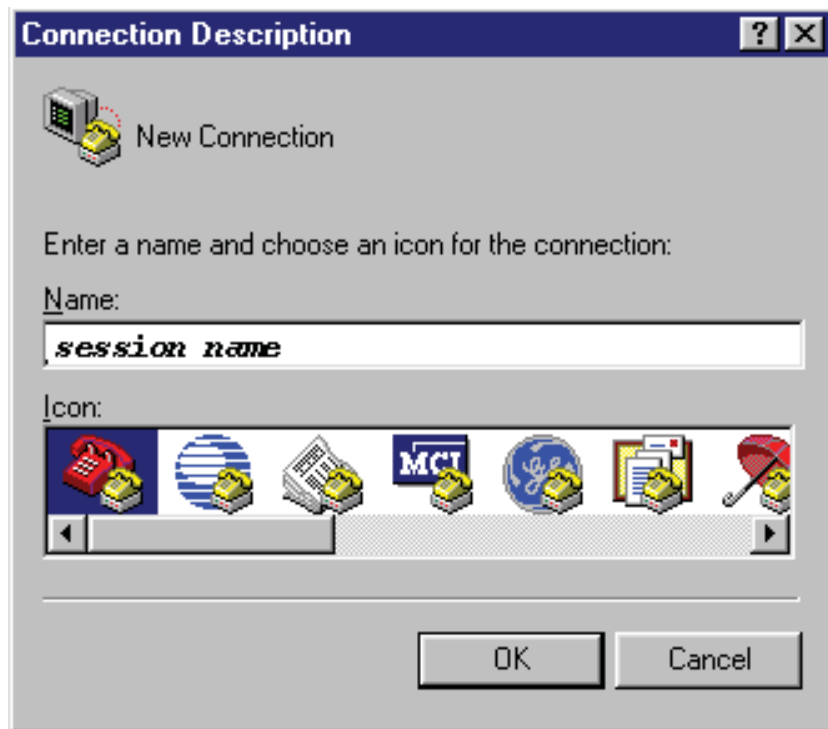 Connection Description
New Connection
Enter a name and choose an icon for the connection:
Name:
session name
Icon:
MCI
OK Cancel